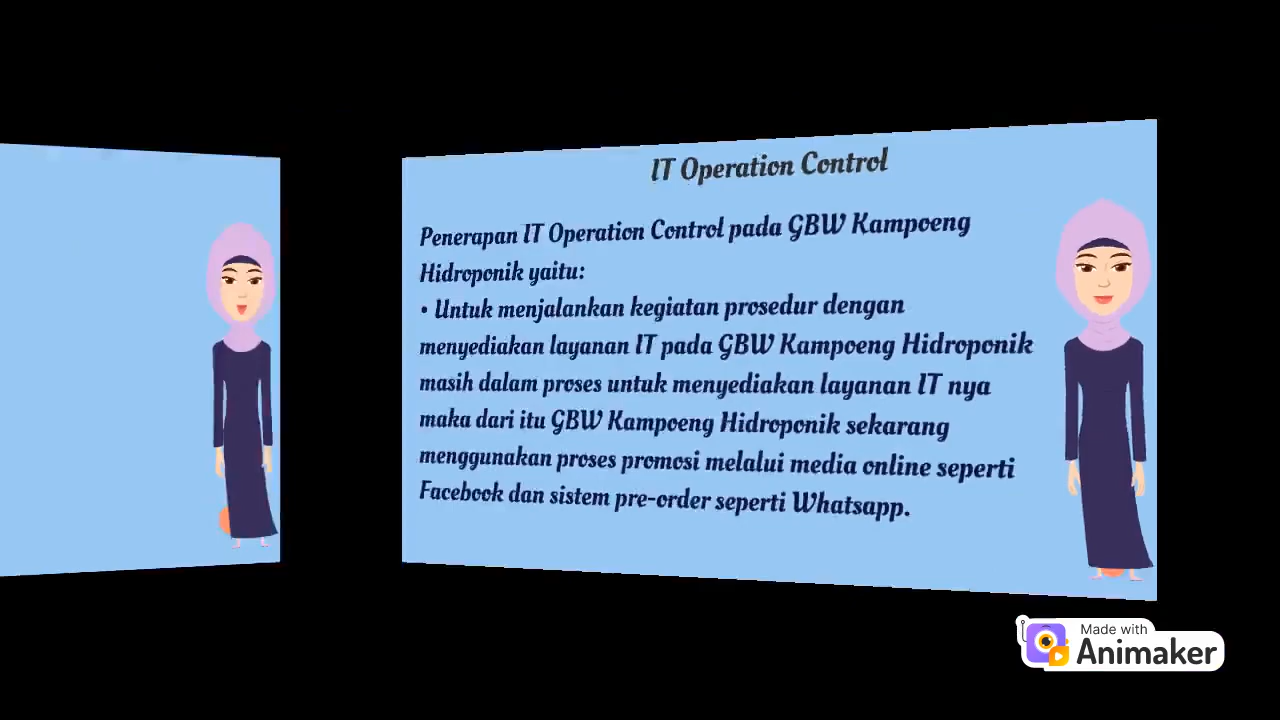 IT Operation Control
Penerapan IT Operation Control pada GBW Kampoeng
Hidroponik yaitu:
• Untuk menjalankan kegiatan prosedur dengan
menyediakan layanan IT pada GBW Kampoeng Hidroponik
masih dalam proses untuk menyediakan layanan IT nya
maka dari itu GBW Kampoeng Hidroponik sekarang
menggunakan proses promosi melalui media online seperti
Facebook dan sistem pre-order seperti Whatsapp.
Made with
Animaker